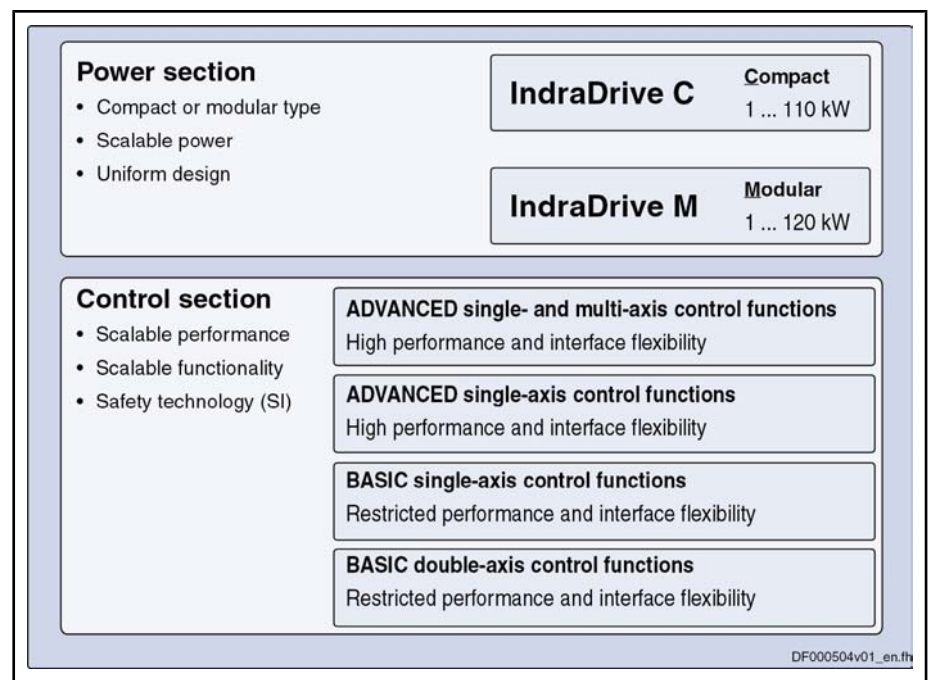 Power section
• Compact or modular type
• Scalable power
• Uniform design
IndraDrive C
Compact
1 ... 110 kW
IndraDrive M
Modular
1 ... 120 kW
Control section
• Scalable performance
• Scalable functionality
• Safety technology (SI)
ADVANCED single- and multi-axis control functions
High performance and interface flexibility
ADVANCED single-axis control functions
High performance and interface flexibility
BASIC single-axis control functions
Restricted performance and interface flexibility
BASIC double-axis control functions
Restricted performance and interface flexibility
DF000504v01_en.fh